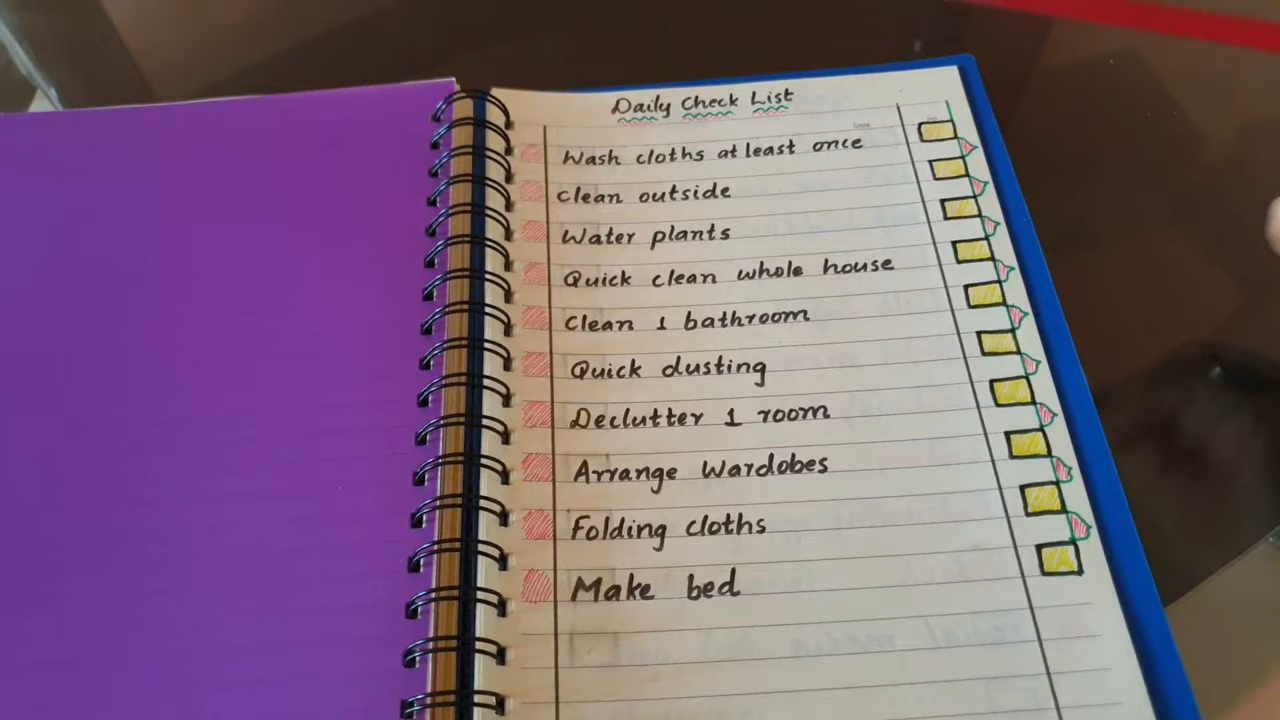 Daily Check List
Date
Wash cloths at least once
clean outside
Water plants
Quick clean whole house
Clean 1 bathroom
Quick dusting
Declutter 1 room
Arrange Wardobes
Folding cloths
Make bed